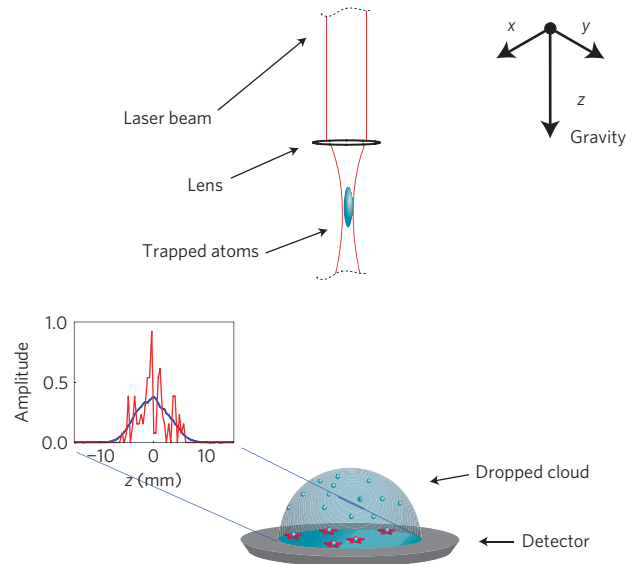 x
y
z
Gravity
Laser beam
Lens
Trapped atoms
1.0
0.5
0.0
Amplitude
−10
0
10
z (mm)
Dropped cloud
Detector